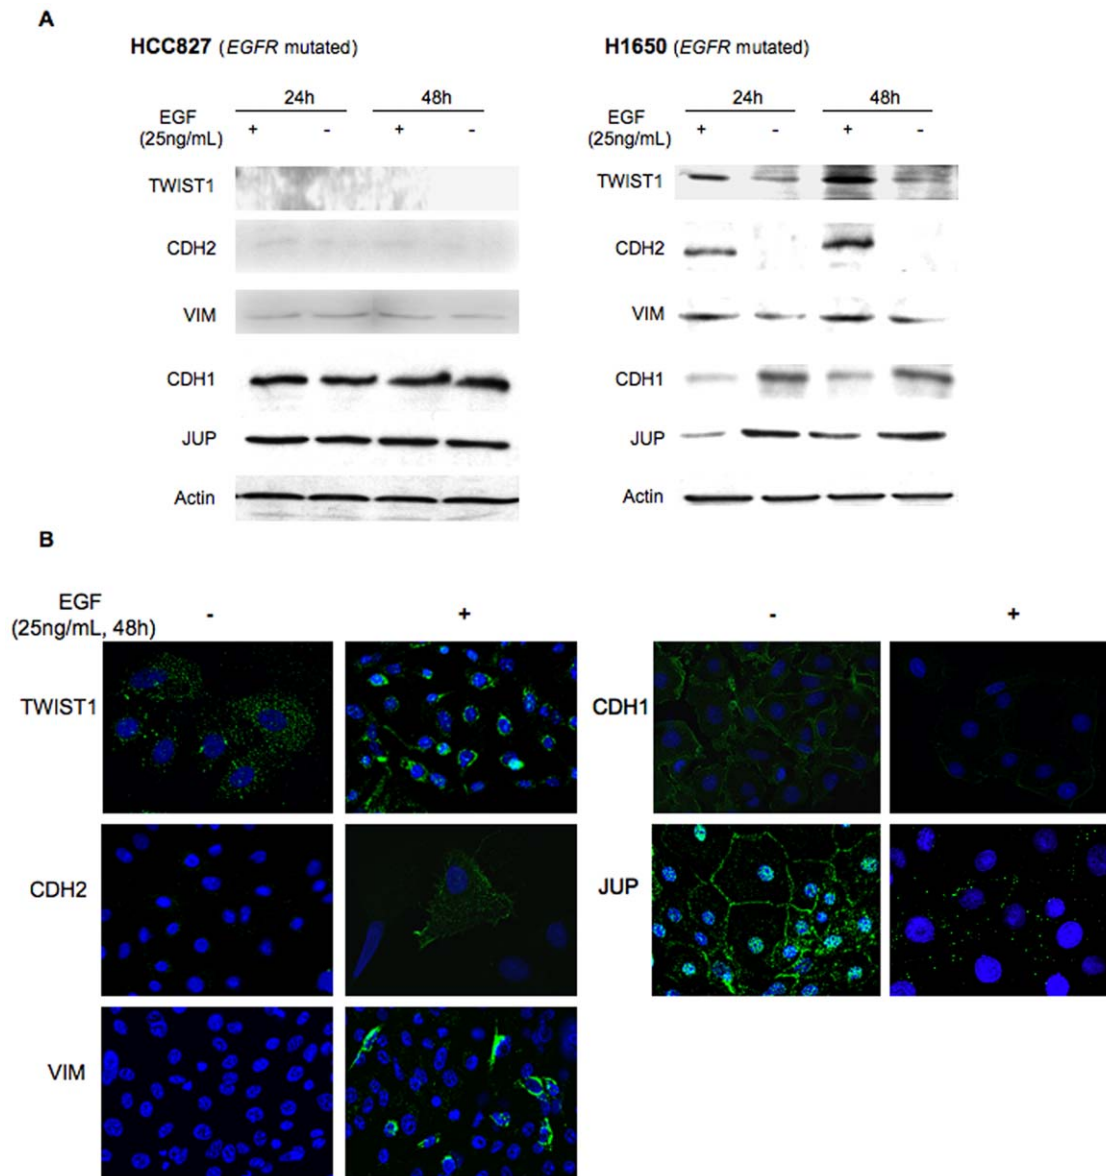 A
HCC827 (EGFR mutated)
H1650 (EGFR mutated)
24h 48h
24h 48h
EGF
(25ng/mL)
+ - + -
EGF
(25ng/mL)
+ - + -
TWIST1
CDH2
VIM
CDH1
JUP
Actin
TWIST1
CDH2
VIM
CDH1
JUP
Actin
B
EGF
(25ng/mL, 48h)
- +
- +
TWIST1
CDH2
VIM
CDH1
JUP